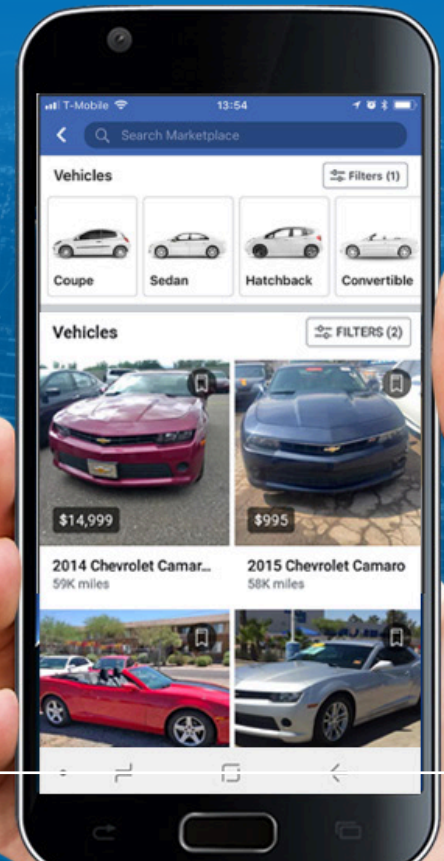 T-Mobile 13:54
Search Marketplace
Vehicles Filters (1)
Coupe Sedan Hatchback Convertible
Vehicles FILTERS (2)
$14,999 $995
2014 Chevrolet Camar... 2015 Chevrolet Camaro
59K miles 58K miles